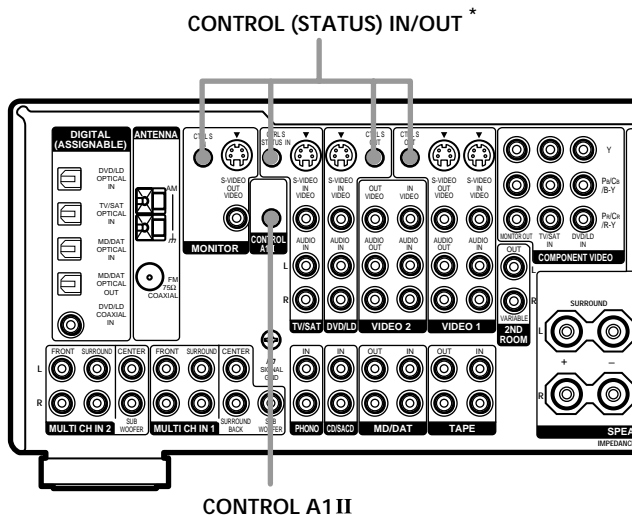 CONTROL (STATUS) IN/OUT *
DIGITAL
(ASSIGNABLE)
DVD/LD
OPTICAL
IN
TV/SAT
OPTICAL
IN
MD/DAT
OPTICAL
IN
MD/DAT
OPTICAL
OUT
DVD/LD
COAXIAL
IN
ANTENNA
AM
FM
75Ω
COAXIAL
CTRL S
S-VIDEO
OUT
VIDEO
MONITOR
CTRL S
STATUS IN
CONTROL
S-VIDEO
IN
VIDEO
AUDIO
IN
L
R
TV/SAT
S-VIDEO
IN
VIDEO
AUDIO
IN
DVD/LD
CTRL S
OUT
OUT
VIDEO
IN
VIDEO
AUDIO
OUT
AUDIO
IN
VIDEO 2
CTRL S
OUT
S-VIDEO
OUT
VIDEO
S-VIDEO
IN
VIDEO
AUDIO
OUT
AUDIO
IN
VIDEO 1
Y
PB/CB
/B-Y
PR/CR
/R-Y
MONITOR OUT
TV/SAT
IN
DVD/LD
IN
COMPONENT VIDEO
OUT
L
R
VARIABLE
2ND
ROOM
SURROUND
L
+ −
R
SPEA
IMPEDANC
SIGNAL
GND
FRONT SURROUND CENTER
L
R
SUB
WOOFER
MULTI CH IN 2
FRONT SURROUND CENTER
SURROUND
BACK
SUB
WOOFER
MULTI CH IN 1
IN
PHONO
IN
CD/SACD
OUT IN
MD/DAT
OUT IN
TAPE
CONTROL A1II